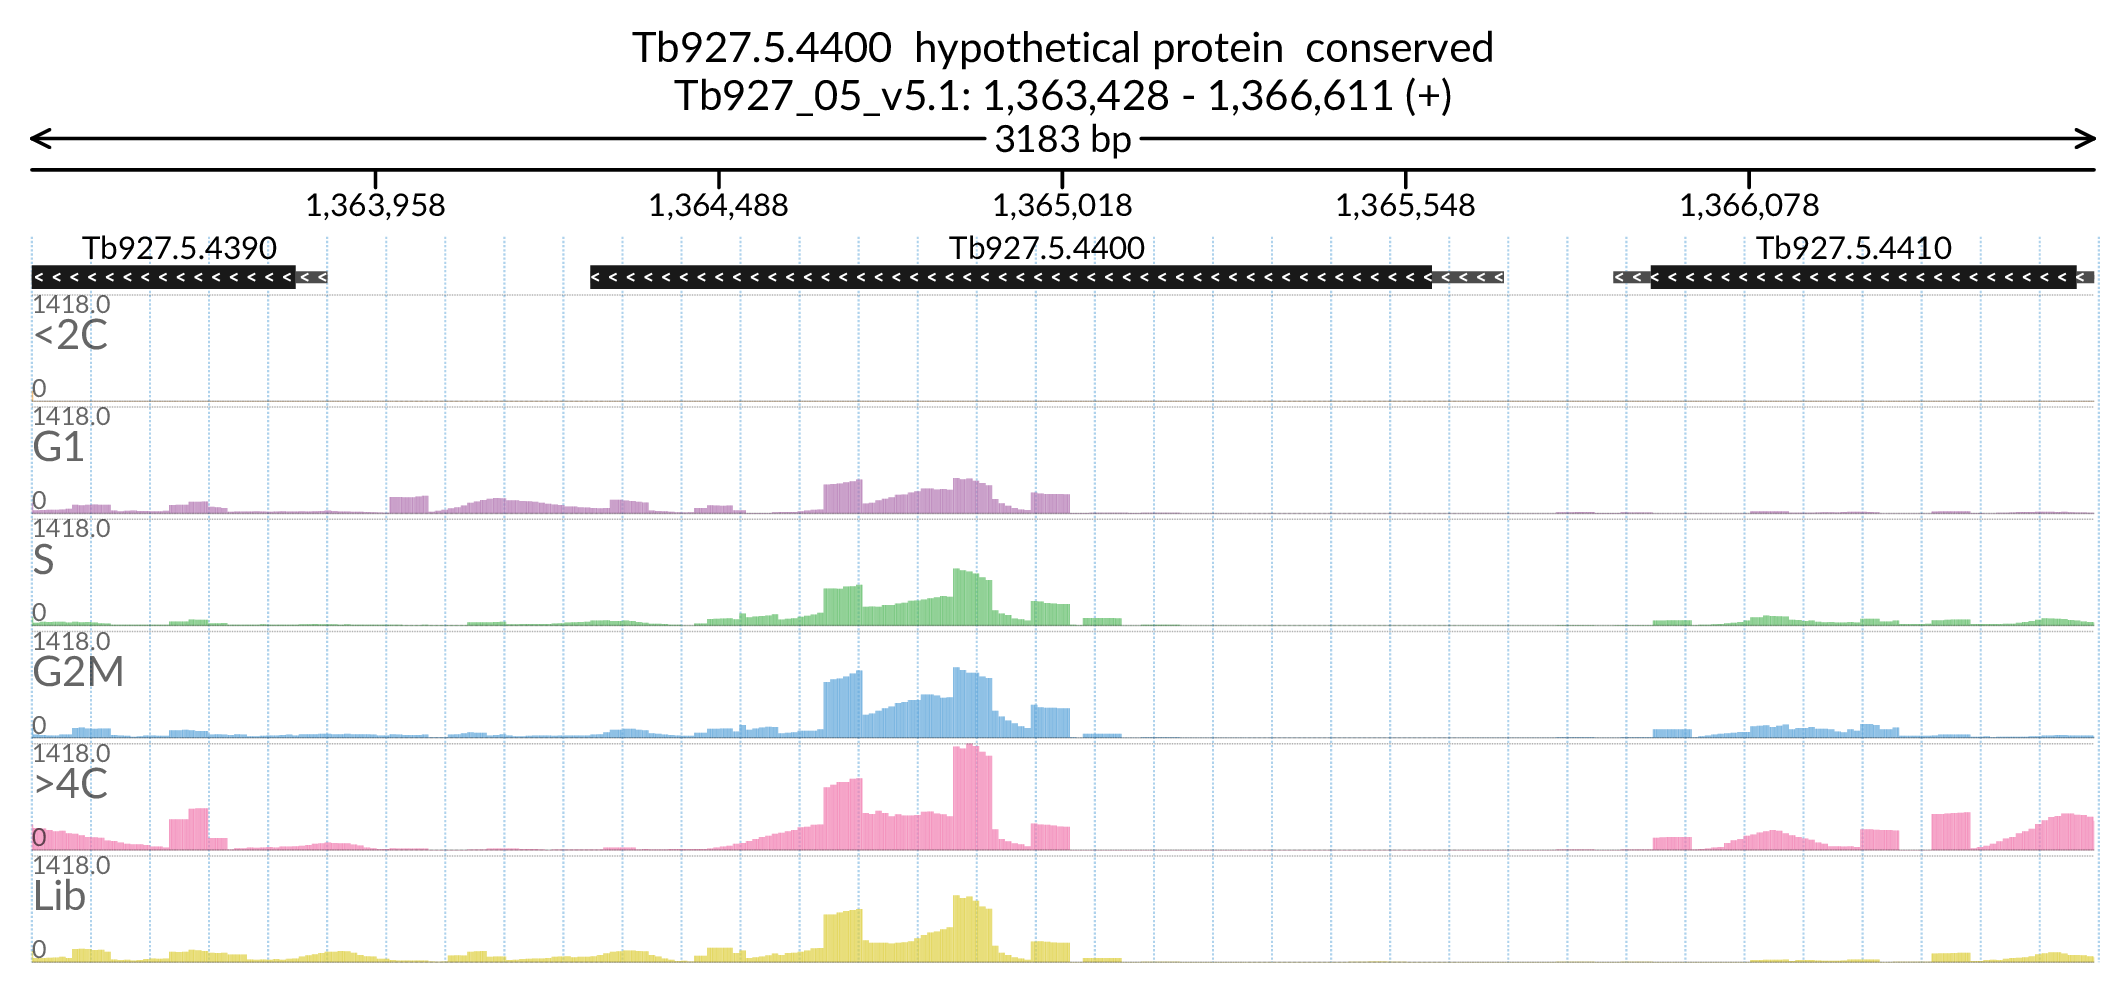 Tb927.5.4400 hypothetical protein conserved
Tb927_05_v5.1: 1,363,428 - 1,366,611 (+)
3183 bp
1,363,958 1,364,488 1,365,018 1,365,548 1,366,078
Tb927.5.4390 Tb927.5.4400 Tb927.5.4410
1418.0
<2C
0
1418.0
G1
0
1418.0
S
0
1418.0
G2M
0
1418.0
>4C
0
1418.0
Lib
0